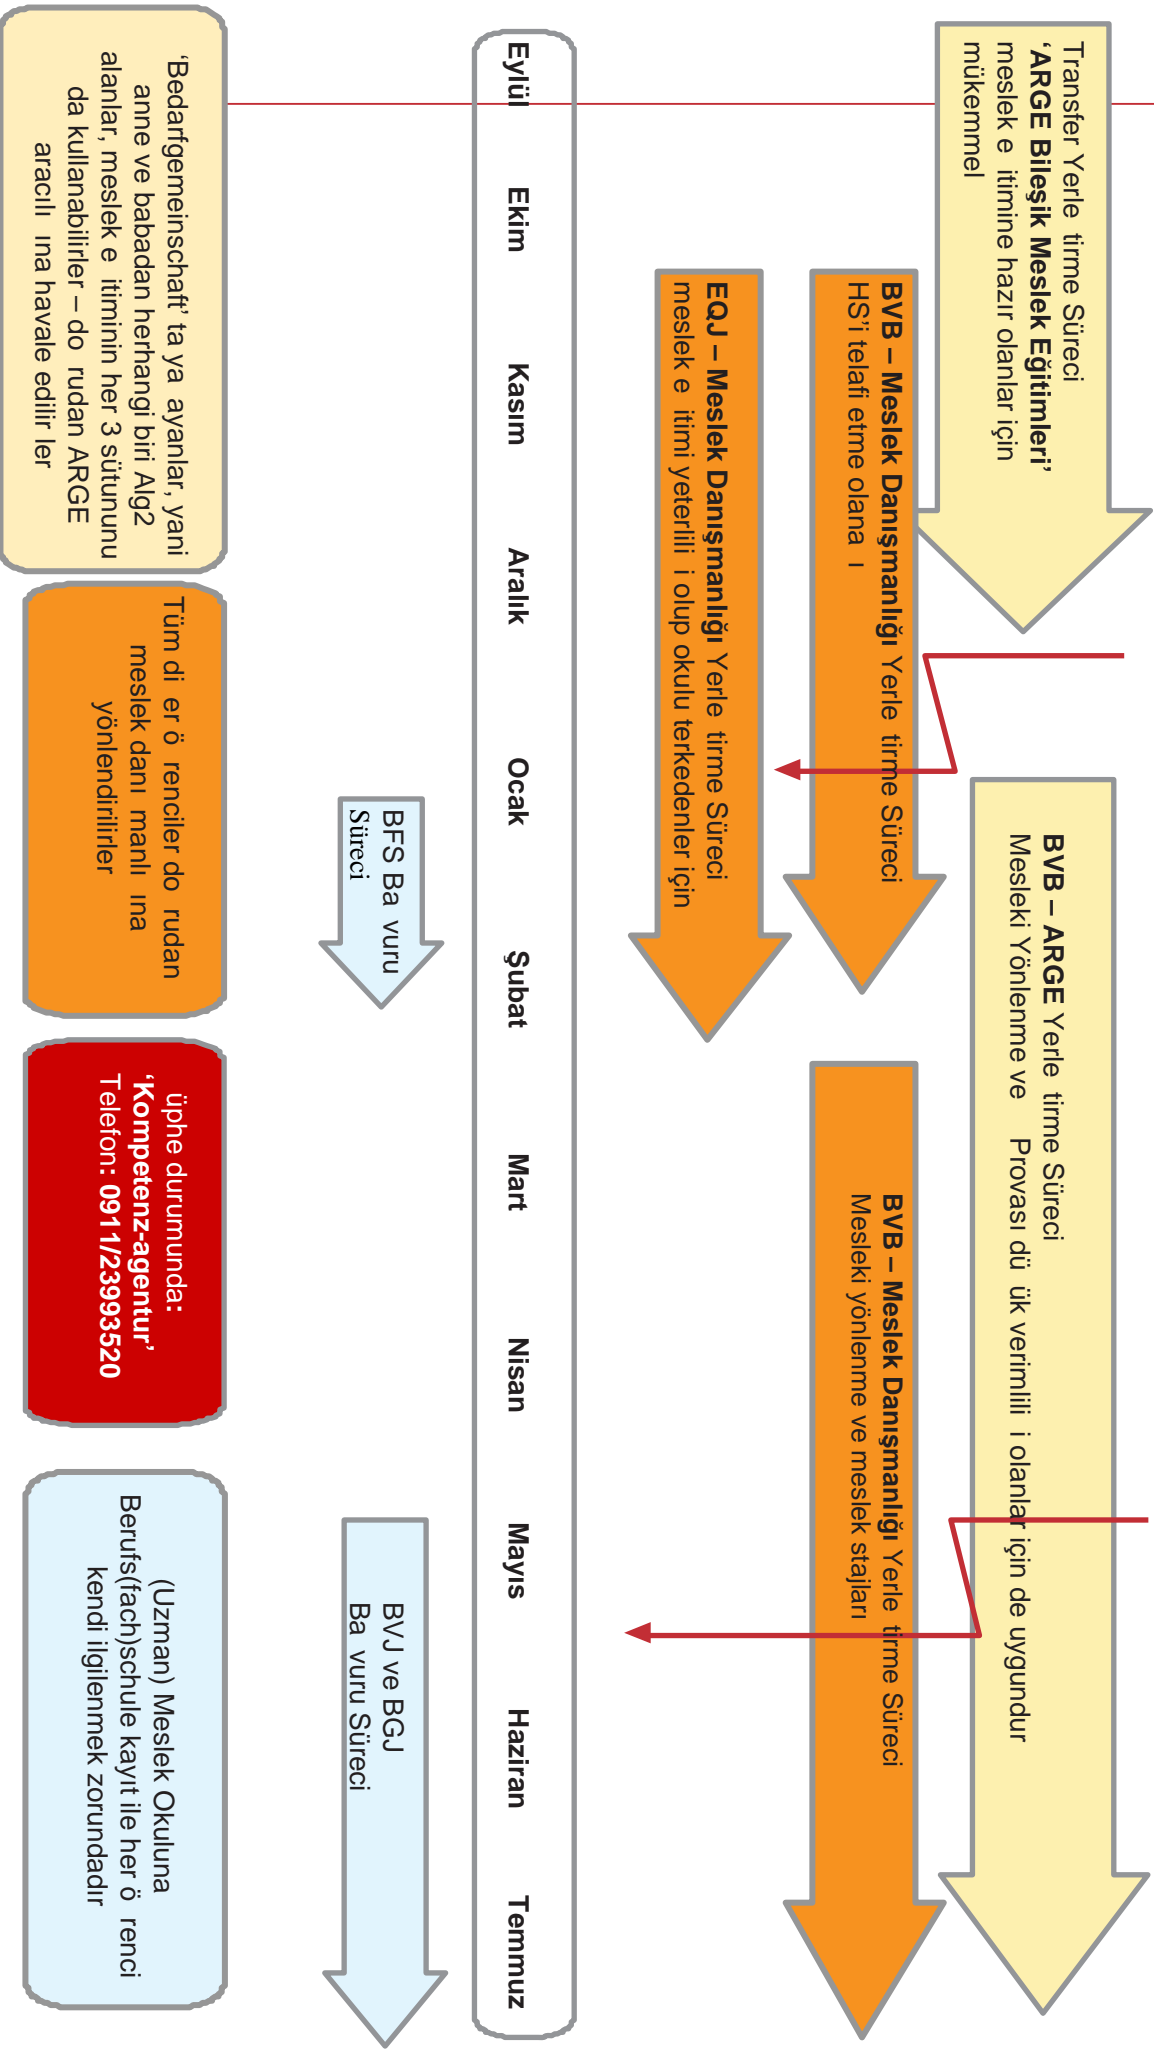 Transfer Yerle tirme Süreci
‘ARGE Bileşik Meslek Eğitimleri’
meslek e itimine hazır olanlar için
mükemmel
BVB – ARGE Yerle tirme Süreci
Mesleki Yönlenme ve Provası dü ük verimlili i olanlar için de uygundur
BVB – Meslek Danışmanlığı Yerle tirme Süreci
HS’i telafi etme olana ı
BVB – Meslek Danışmanlığı Yerle tirme Süreci
Mesleki yönlenme ve meslek stajları
EQJ – Meslek Danışmanlığı Yerle tirme Süreci
meslek e itimi yeterlili i olup okulu terkedenler için
Eylül Ekim Kasım Aralık Ocak Şubat Mart Nisan Mayıs Haziran Temmuz
BFS Ba vuru
Süreci
BVJ ve BGJ
Ba vuru Süreci
‘Bedarfgemeinschaft’ ta ya ayanlar, yani
anne ve babadan herhangi biri Alg2
alanlar, meslek e itiminin her 3 sütununu
da kullanabilirler – do rudan ARGE
aracılı ına havale edilir ler
Tüm di er ö renciler do rudan
meslek danı manlı ına
yönlendirilirler
üphe durumunda:
‘Kompetenz-agentur’
Telefon: 0911/23993520
(Uzman) Meslek Okuluna
Berufs(fach)schule kayıt ile her ö renci
kendi ilgilenmek zorundadır